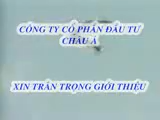 CÔNG TY CỔ PHẦN ĐẦU TƯ
CHÂU Á
XIN TRÂN TRỌNG GIỚI THIỆU